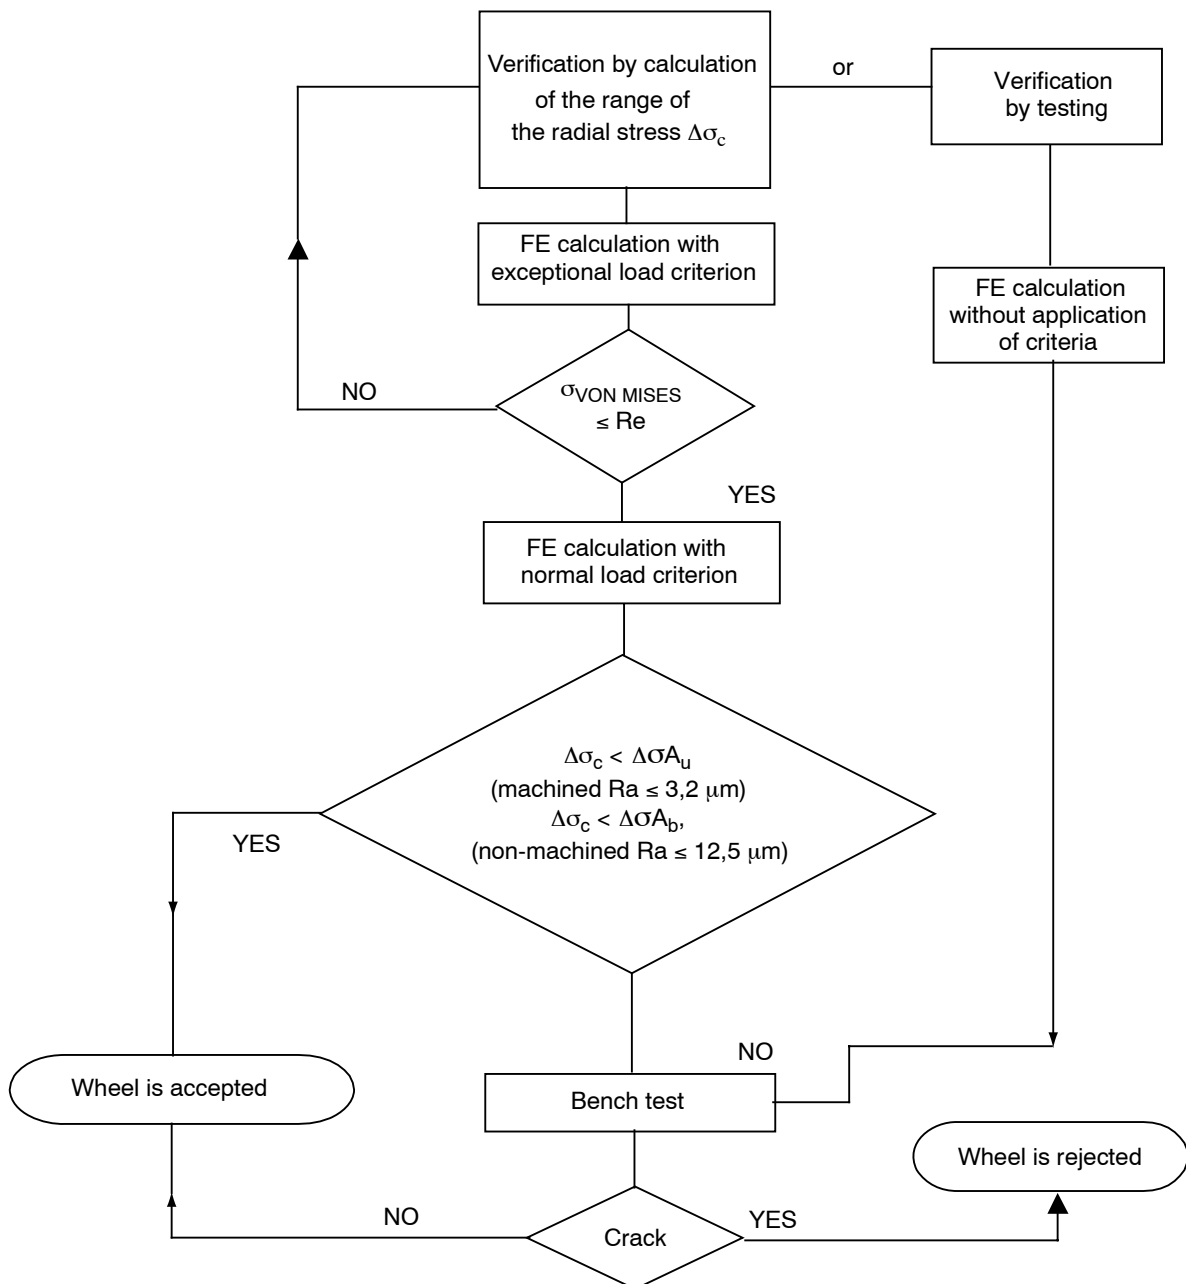 Verification by calculation
of the range of
the radial stress Δσc
or
Verification
by testing
FE calculation with
exceptional load criterion
FE calculation
without application
of criteria
NO
σVON MISES
≤ Re
YES
FE calculation with
normal load criterion
Δσc < ΔσAu
(machined Ra ≤ 3,2 μm)
Δσc < ΔσAb,
(non-machined Ra ≤ 12,5 μm)
YES
NO
Wheel is accepted
Bench test
Wheel is rejected
NO
Crack
YES